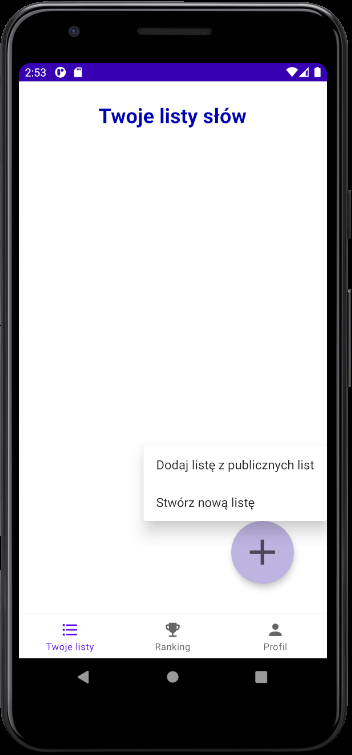 2:53
Twoje listy słów
Dodaj listę z publicznych list
Stwórz nową listę
Twoje listy
Ranking
Profil